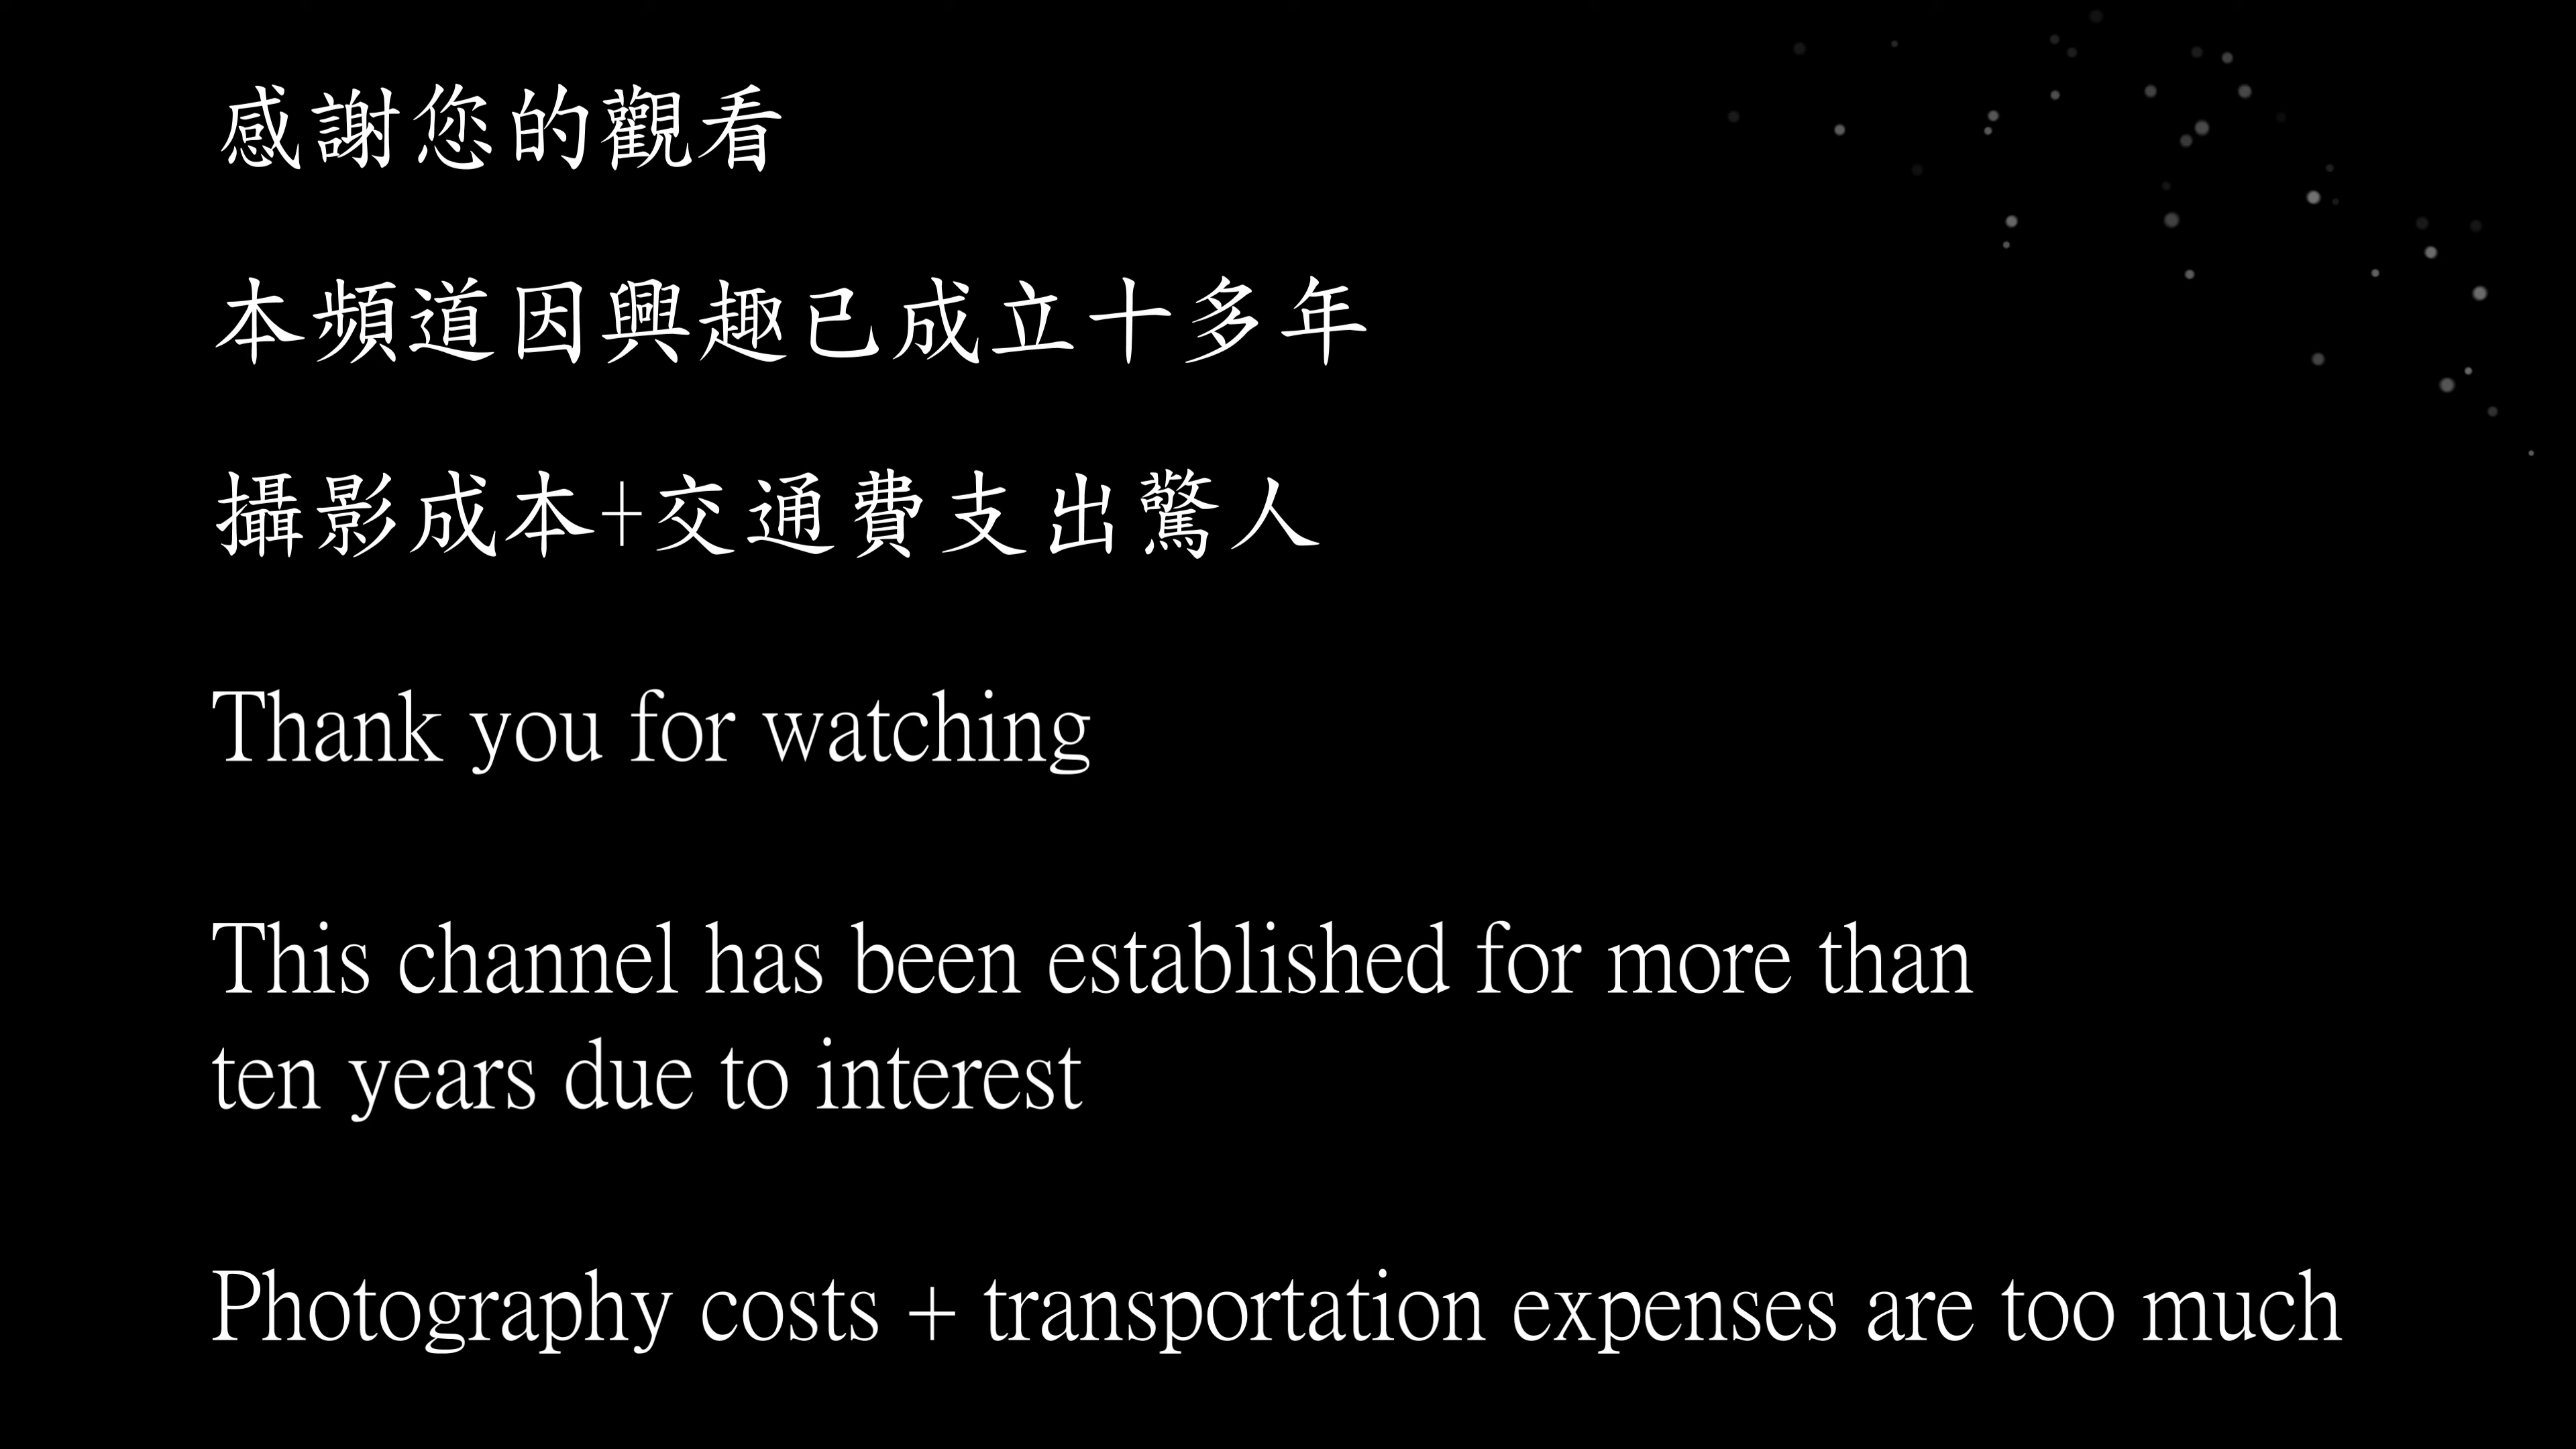 感謝您的觀看
本頻道因興趣已成立十多年
攝影成本+交通費支出驚人
Thank you for watching
This channel has been established for more than
ten years due to interest
Photography costs + transportation expenses are too much